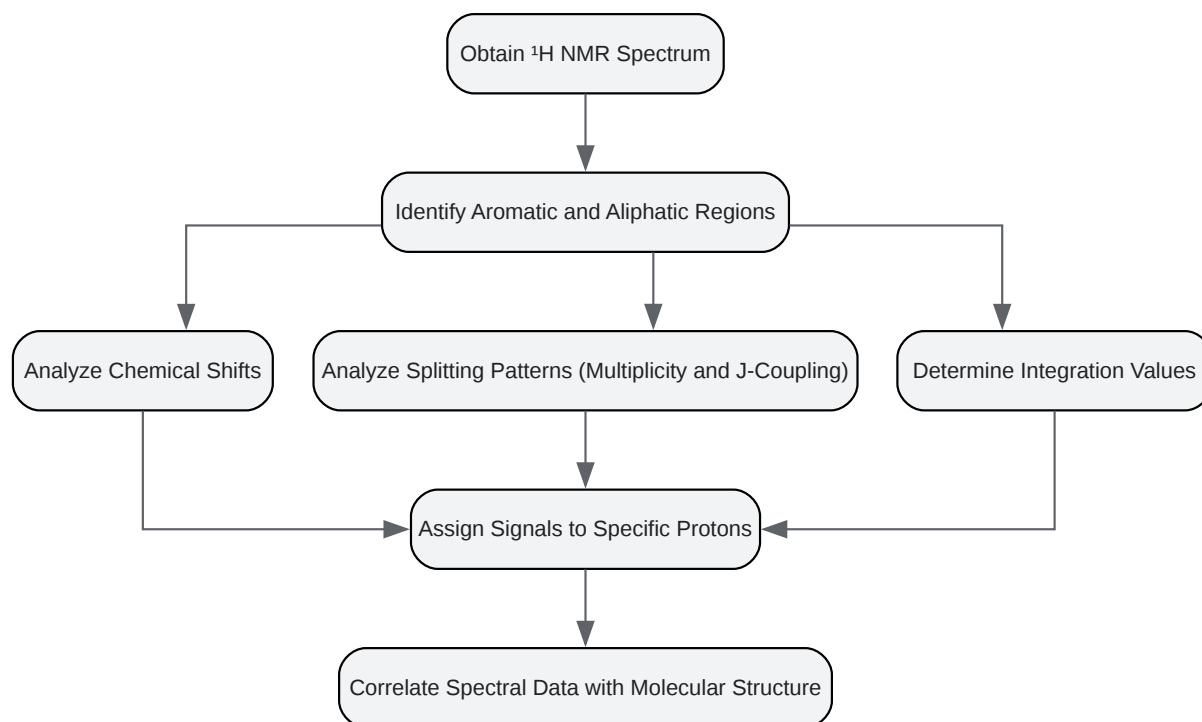 Obtain ¹H NMR Spectrum
Identify Aromatic and Aliphatic Regions
Analyze Chemical Shifts
Analyze Splitting Patterns (Multiplicity and J-Coupling)
Determine Integration Values
Assign Signals to Specific Protons
Correlate Spectral Data with Molecular Structure